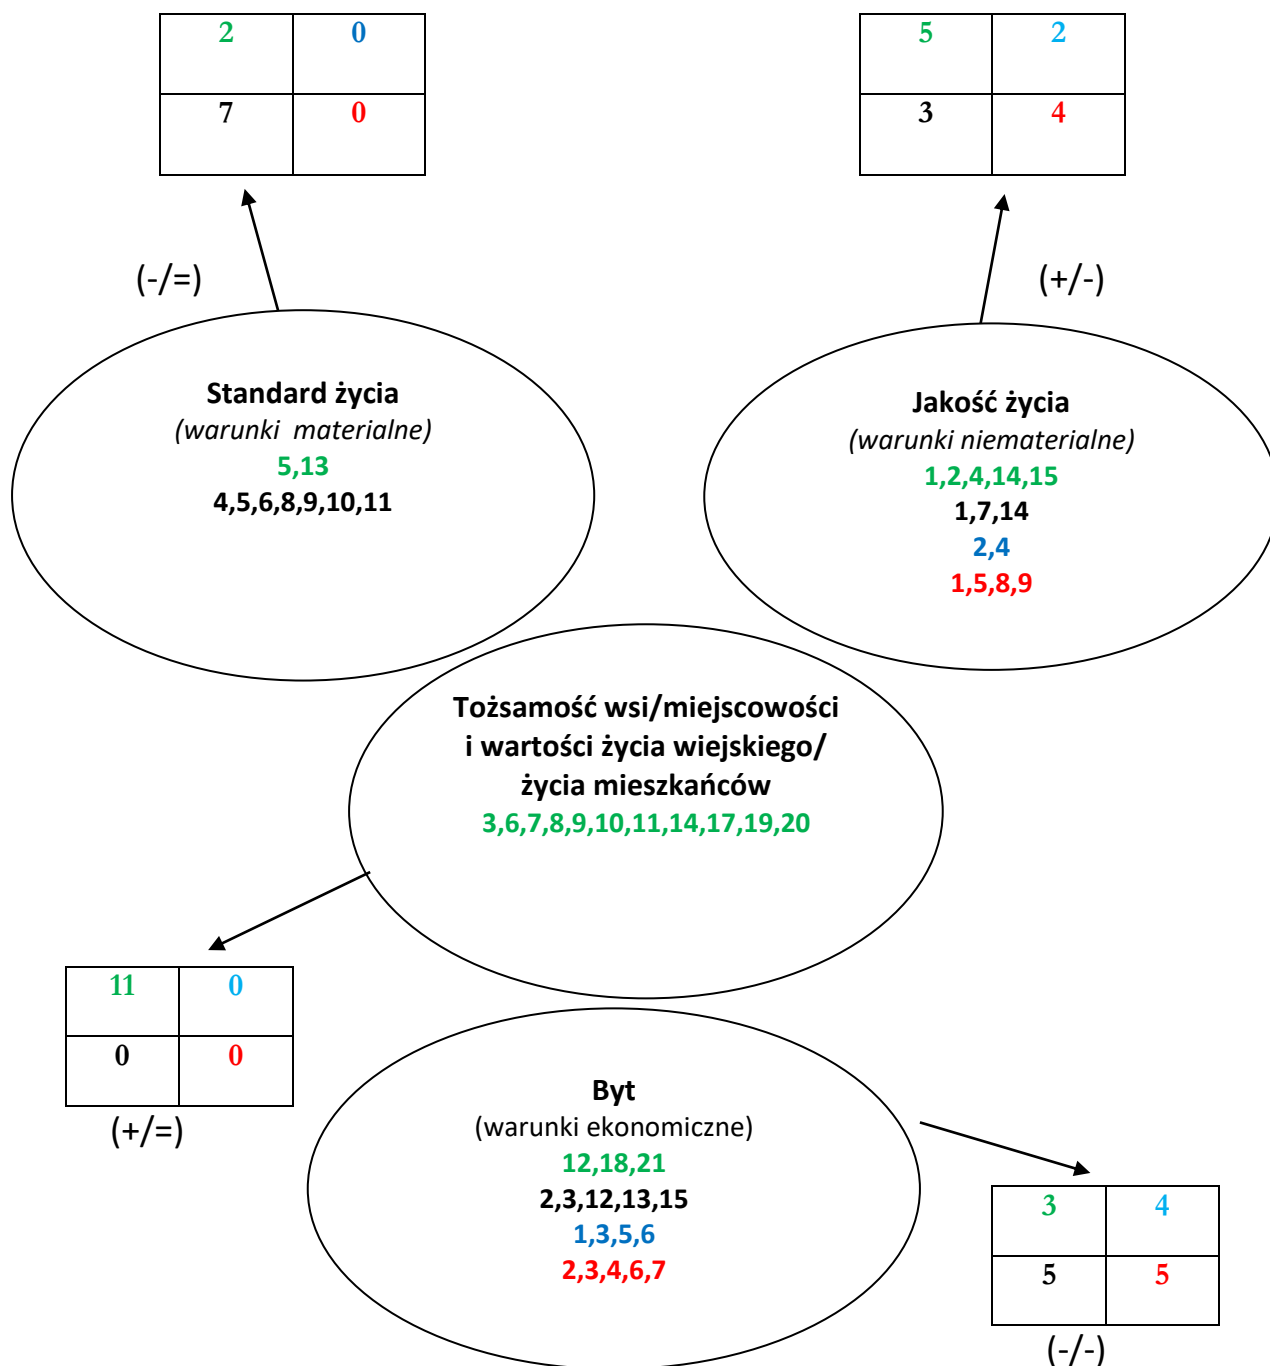 2 0
7 0
5 2
3 4
(-/=)
(+/-)
Standard życia
(warunki materialne)
5,13
4,5,6,8,9,10,11
Jakość życia
(warunki niematerialne)
1,2,4,14,15
1,7,14
2,4
1,5,8,9
Tożsamość wsi/miejscowości
i wartości życia wiejskiego/
życia mieszkańców
3,6,7,8,9,10,11,14,17,19,20
11 0
0 0
(+/=)
Byt
(warunki ekonomiczne)
12,18,21
2,3,12,13,15
1,3,5,6
2,3,4,6,7
3 4
5 5
(-/-)